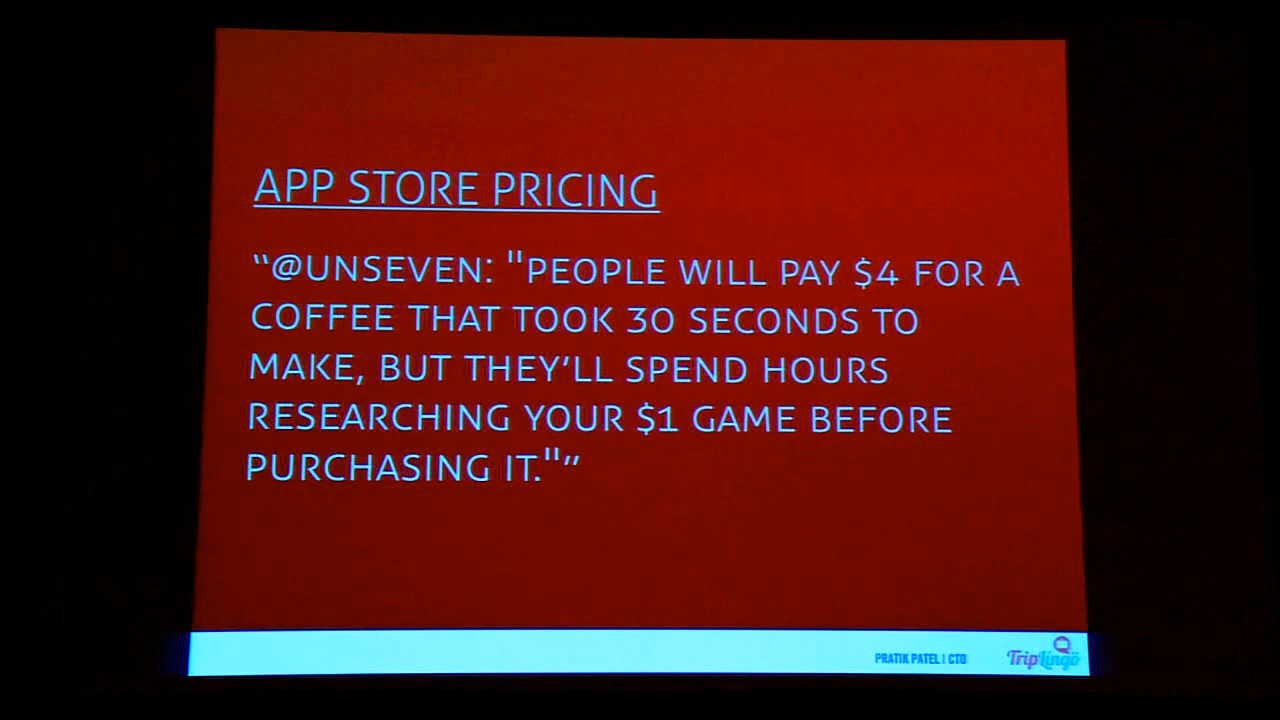 APP STORE PRICING
“@UNSEVEN: "PEOPLE WILL PAY $4 FOR A
COFFEE THAT TOOK 30 SECONDS TO
MAKE, BUT THEY’LL SPEND HOURS
RESEARCHING YOUR $1 GAME BEFORE
PURCHASING IT."”
PRATIK PATEL | CTO
TripLingo